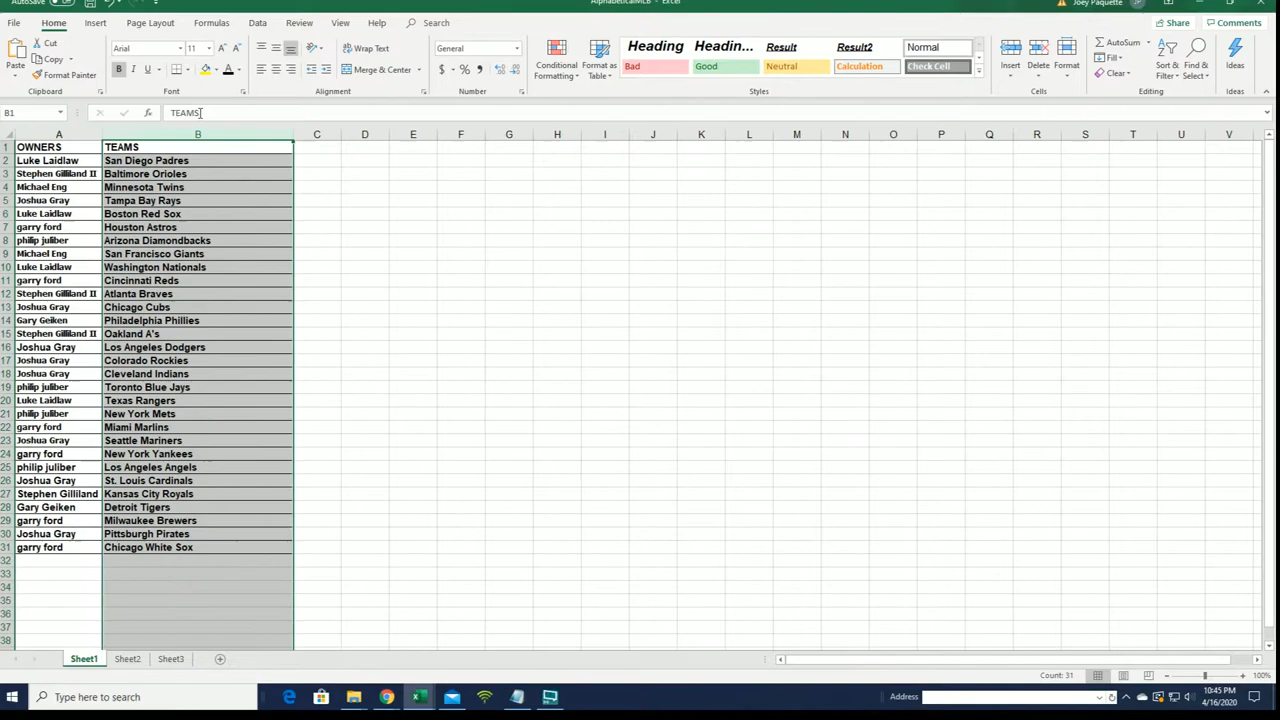 AutoSave Off AlphabeticalMLB - Excel Joey Paquette JP
File Home Insert Page Layout Formulas Data Review View Help Search Share Comments
Paste Cut Copy Format Painter Clipboard
Arial 11 A A B I U A Font
Wrap Text Merge & Center Alignment
General $ % , Number
Conditional Formatting Format as Table
Heading Headin... Result Result2 Normal
Bad Good Neutral Calculation Check Cell
Styles
Insert Delete Format Cells
AutoSum Fill Clear Sort & Filter Find & Select Editing
Ideas Ideas
B1 fx TEAMS
A B C D E F G H I J K L M N O P Q R S T U V
1 OWNERS TEAMS
2 Luke Laidlaw San Diego Padres
3 Stephen Gilliland II Baltimore Orioles
4 Michael Eng Minnesota Twins
5 Joshua Gray Tampa Bay Rays
6 Luke Laidlaw Boston Red Sox
7 garry ford Houston Astros
8 philip juliber Arizona Diamondbacks
9 Michael Eng San Francisco Giants
10 Luke Laidlaw Washington Nationals
11 garry ford Cincinnati Reds
12 Stephen Gilliland II Atlanta Braves
13 Joshua Gray Chicago Cubs
14 Gary Geiken Philadelphia Phillies
15 Stephen Gilliland II Oakland A's
16 Joshua Gray Los Angeles Dodgers
17 Joshua Gray Colorado Rockies
18 Joshua Gray Cleveland Indians
19 philip juliber Toronto Blue Jays
20 Luke Laidlaw Texas Rangers
21 philip juliber New York Mets
22 garry ford Miami Marlins
23 Joshua Gray Seattle Mariners
24 garry ford New York Yankees
25 philip juliber Los Angeles Angels
26 Joshua Gray St. Louis Cardinals
27 Stephen Gilliland Kansas City Royals
28 Gary Geiken Detroit Tigers
29 garry ford Milwaukee Brewers
30 Joshua Gray Pittsburgh Pirates
31 garry ford Chicago White Sox
32
33
34
35
36
37
38
Sheet1 Sheet2 Sheet3
Count: 31 100%
Type here to search Address 10:45 PM
4/16/2020